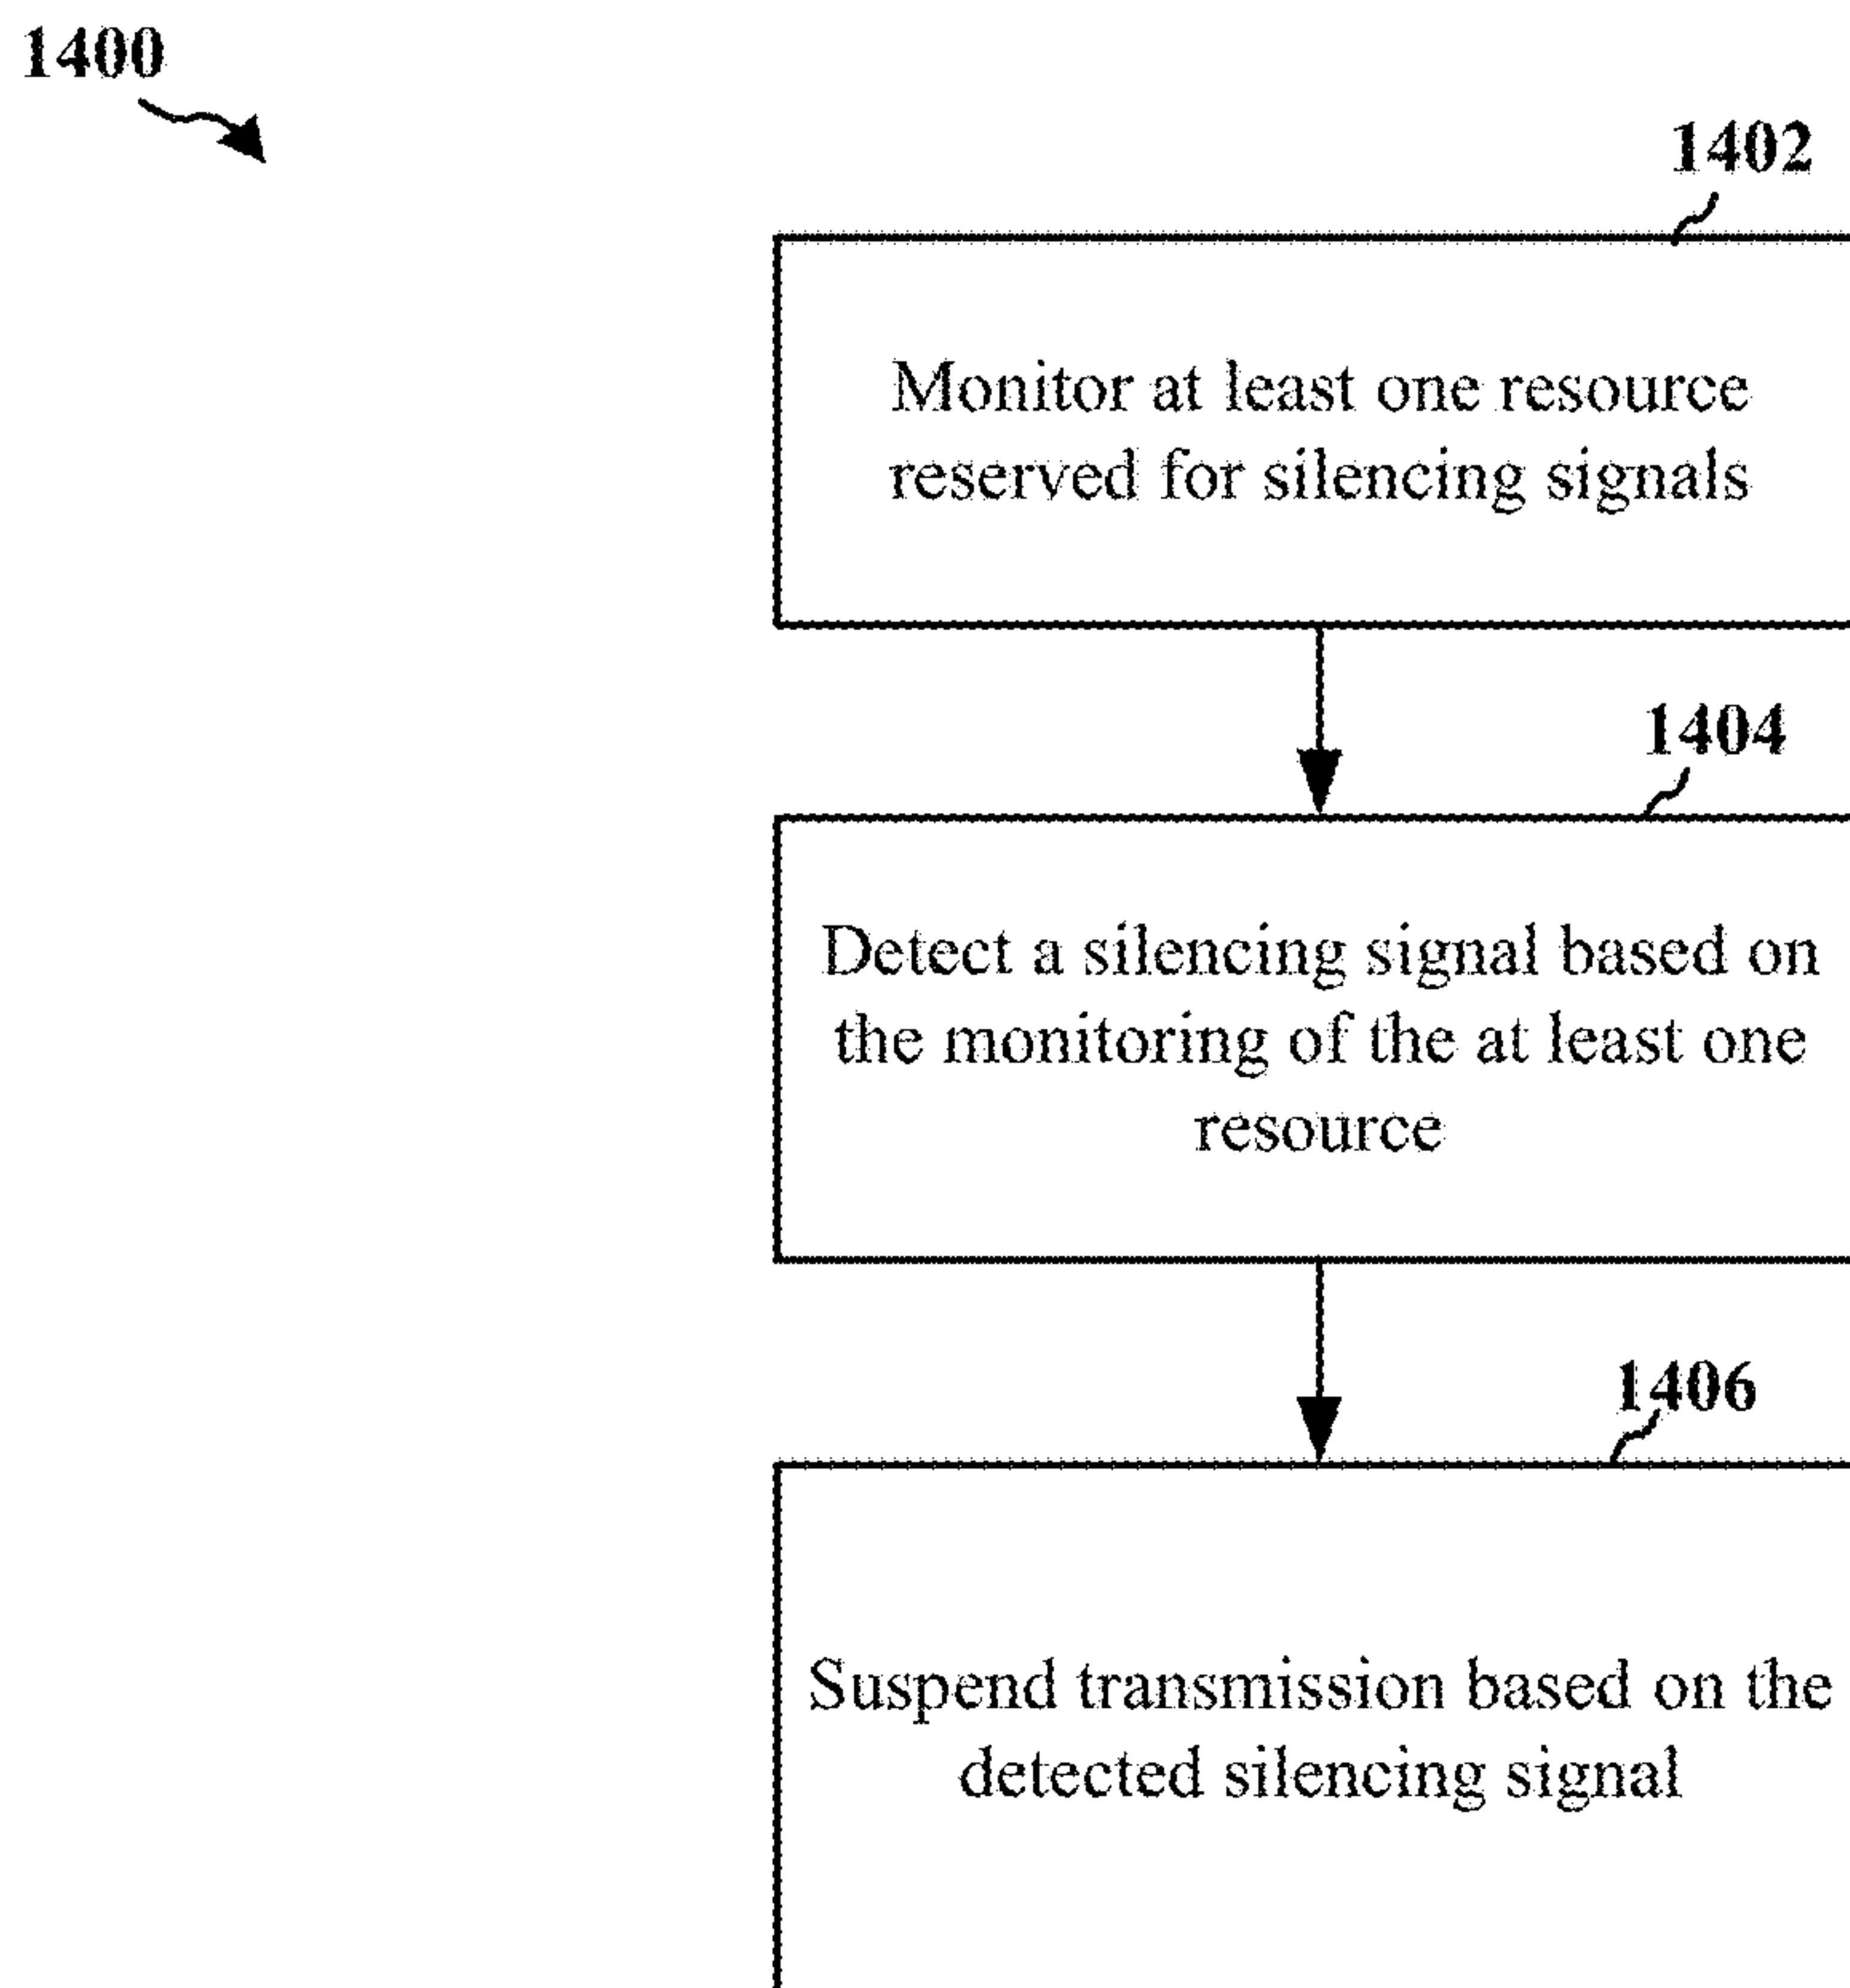 1400
1402
Monitor at least one resource
reserved for silencing signals
1404
Detect a silencing signal based on
the monitoring of the at least one
resource
1406
Suspend transmission based on the
detected silencing signal